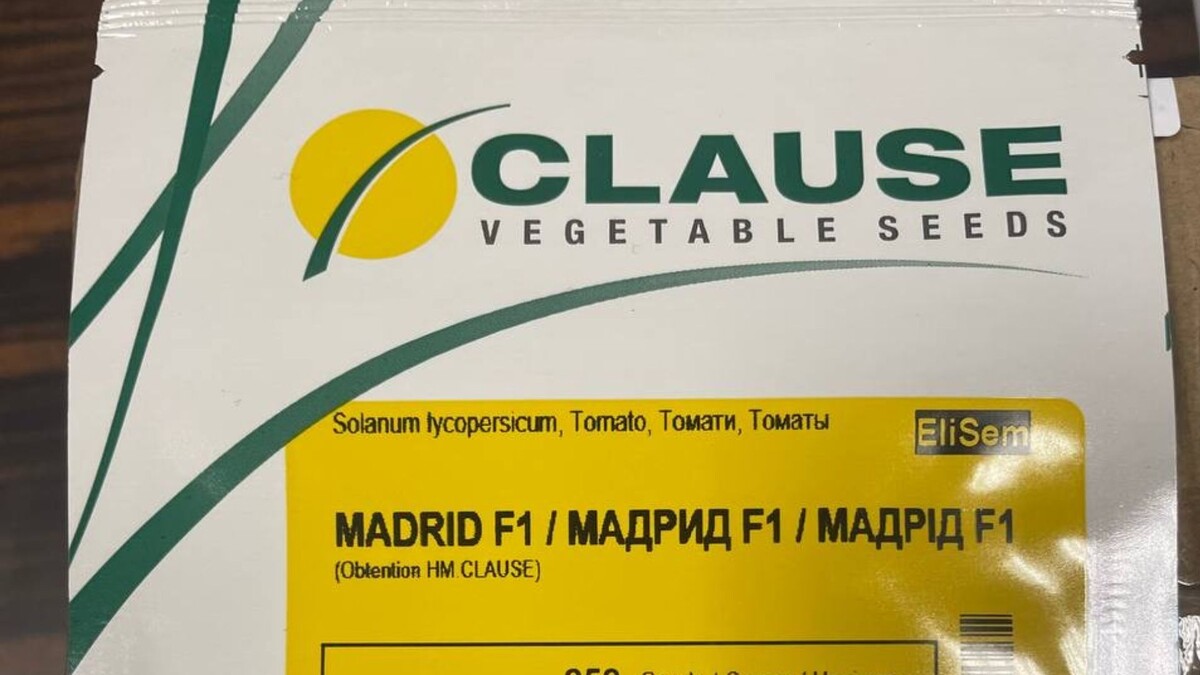 CLAUSE
VEGETABLE SEEDS
Solanum lycopersicum, Tomato, Томати, Томаты
EliSem
MADRID F1 / МАДРИД F1 / МАДРІД F1
(Obtention HM.CLAUSE)